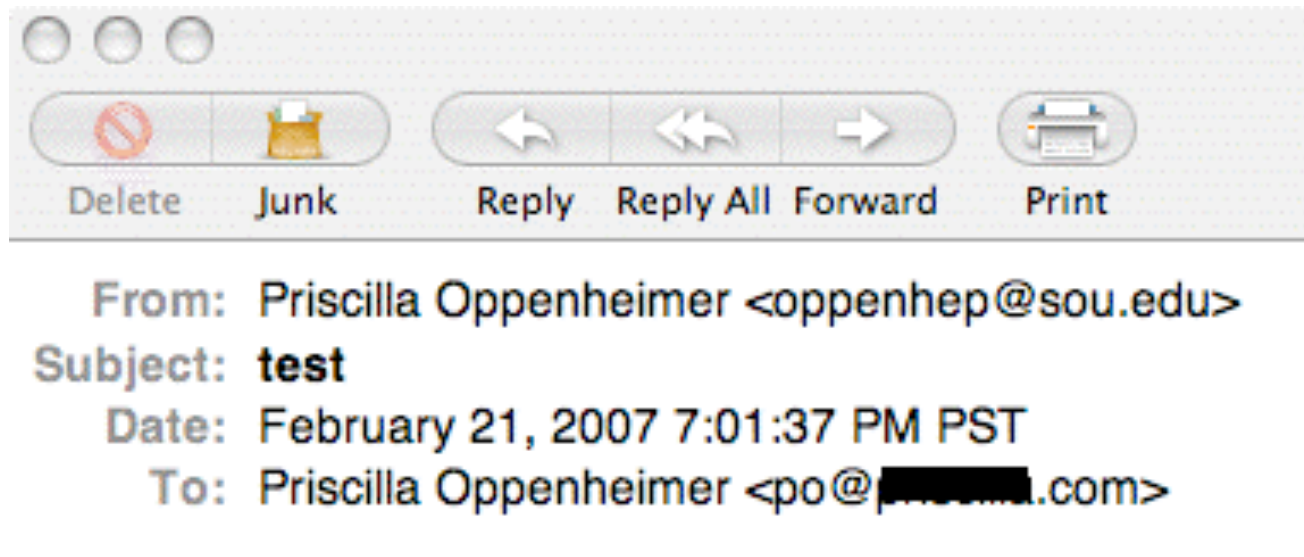 Delete Junk Reply Reply All Forward Print
From: Priscilla Oppenheimer <oppenhep@sou.edu>
Subject: test
Date: February 21, 2007 7:01:37 PM PST
To: Priscilla Oppenheimer <po@ .com>